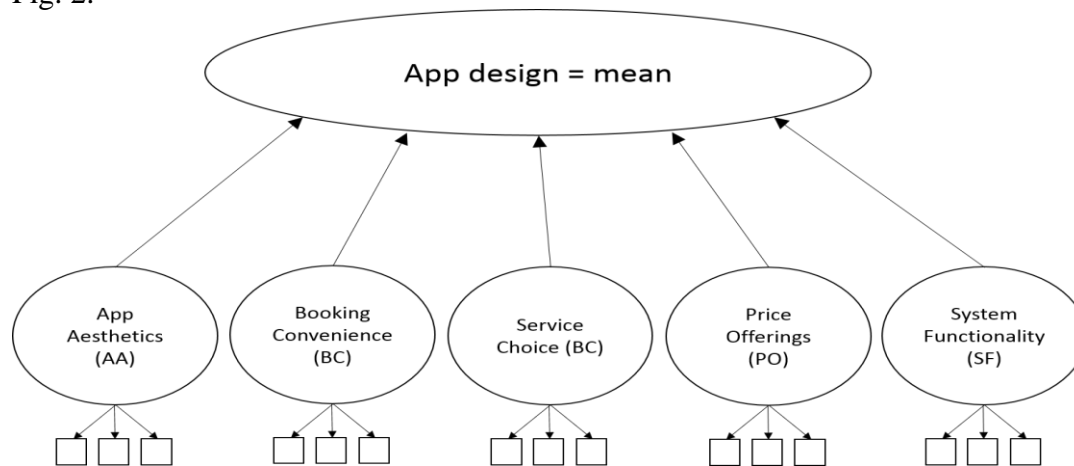 Fig. 2.
App design = mean
App
Aesthetics
(AA)
Booking
Convenience
(BC)
Service
Choice (BC)
Price
Offerings
(PO)
System
Functionality
(SF)